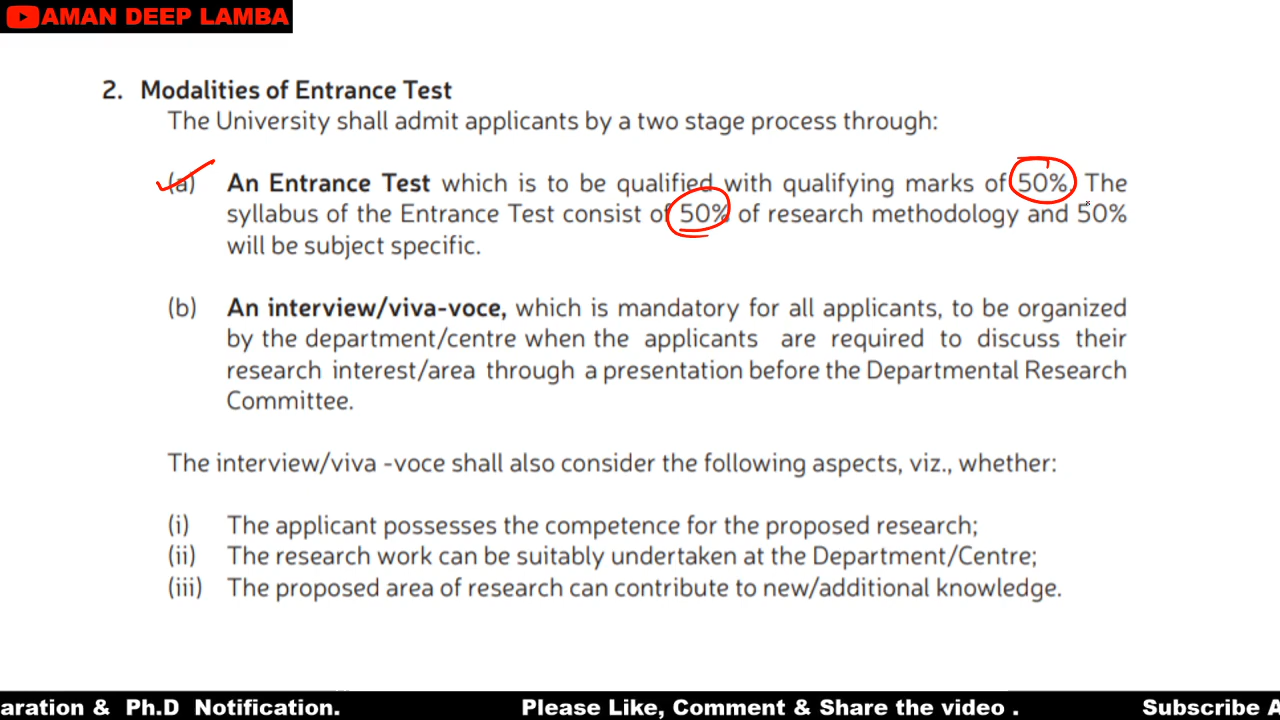 AMAN DEEP LAMBA
2. Modalities of Entrance Test
The University shall admit applicants by a two stage process through:
(a) An Entrance Test which is to be qualified with qualifying marks of 50%. The
syllabus of the Entrance Test consist of 50% of research methodology and 50%
will be subject specific.
(b) An interview/viva-voce, which is mandatory for all applicants, to be organized
by the department/centre when the applicants are required to discuss their
research interest/area through a presentation before the Departmental Research
Committee.
The interview/viva -voce shall also consider the following aspects, viz., whether:
(i) The applicant possesses the competence for the proposed research;
(ii) The research work can be suitably undertaken at the Department/Centre;
(iii) The proposed area of research can contribute to new/additional knowledge.
aration & Ph.D Notification. Please Like, Comment & Share the video . Subscribe A